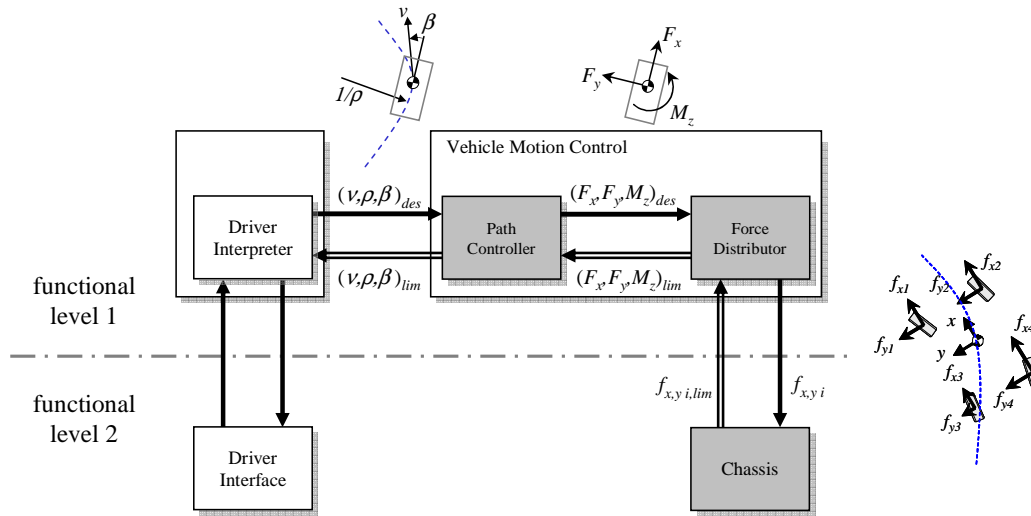 v
β
1/ρ
F_x
F_y
M_z
Vehicle Motion Control
(v,ρ,β)_des
(F_x,F_y,M_z)_des
Driver
Interpreter
Path
Controller
Force
Distributor
(v,ρ,β)_lim
(F_x,F_y,M_z)_lim
functional
level 1
f_x2
f_x1
f_y2
x
f_x4
f_y1
y
f_x3
f_y4
f_y3
functional
level 2
f_x,y i,lim
f_x,y i
Driver
Interface
Chassis